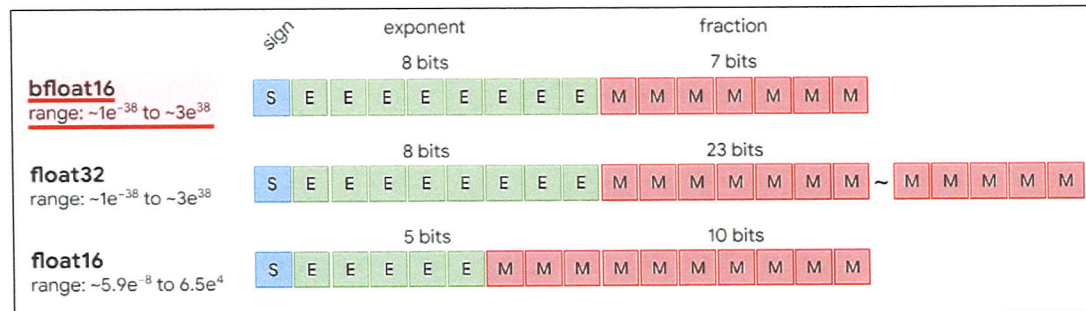 sign exponent fraction
8 bits 7 bits
bfloat16 S E E E E E E E E M M M M M M M
range: ~1e⁻³⁸ to ~3e³⁸
8 bits 23 bits
float32 S E E E E E E E E M M M M M M M ~ M M M M M
range: ~1e⁻³⁸ to ~3e³⁸
5 bits 10 bits
float16 S E E E E E M M M M M M M M M M
range: ~5.9e⁻⁸ to 6.5e⁴